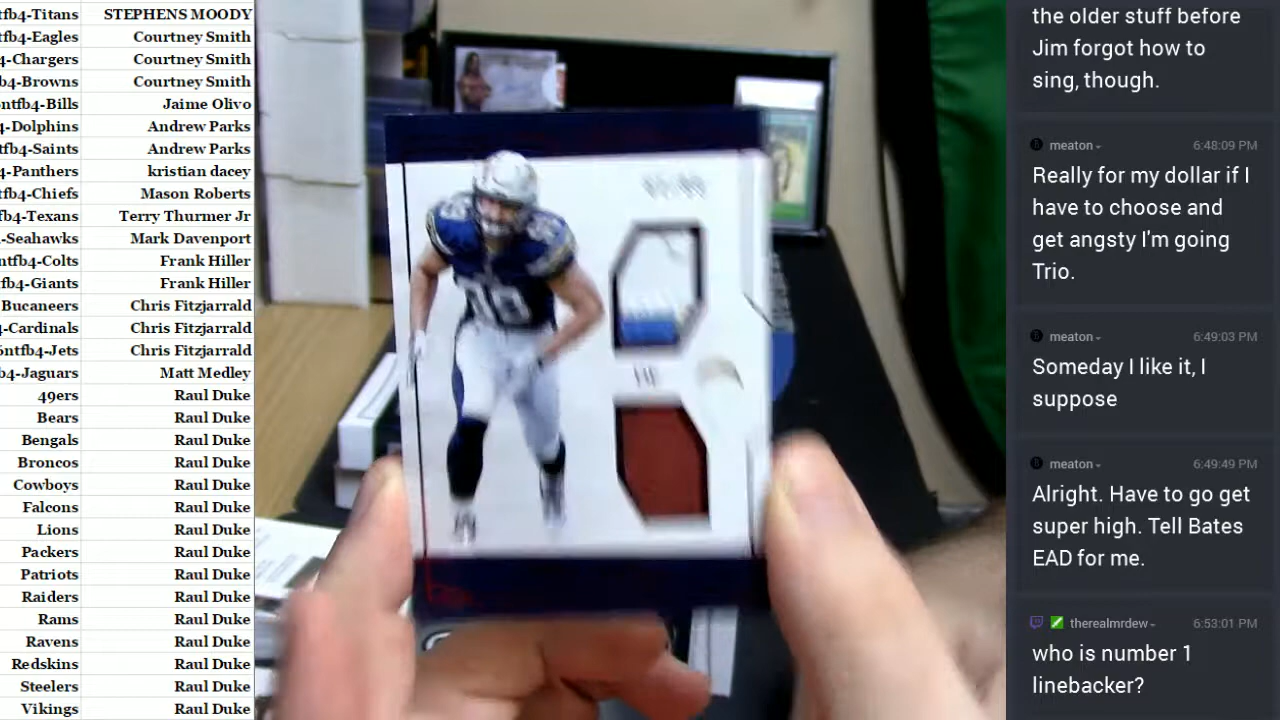 tfb4-Titans STEPHENS MOODY
fb4-Eagles Courtney Smith
4-Chargers Courtney Smith
b4-Browns Courtney Smith
ntfb4-Bills Jaime Olivo
4-Dolphins Andrew Parks
fb4-Saints Andrew Parks
4-Panthers kristian dacey
fb4-Chiefs Mason Roberts
fb4-Texans Terry Thurmer Jr
-Seahawks Mark Davenport
ntfb4-Colts Frank Hiller
fb4-Giants Frank Hiller
Bucaneers Chris Fitzjarrald
4-Cardinals Chris Fitzjarrald
6ntfb4-Jets Chris Fitzjarrald
b4-Jaguars Matt Medley
49ers Raul Duke
Bears Raul Duke
Bengals Raul Duke
Broncos Raul Duke
Cowboys Raul Duke
Falcons Raul Duke
Lions Raul Duke
Packers Raul Duke
Patriots Raul Duke
Raiders Raul Duke
Rams Raul Duke
Ravens Raul Duke
Redskins Raul Duke
Steelers Raul Duke
Vikings Raul Duke
the older stuff before
Jim forgot how to
sing, though.
meaton 6:48:09 PM
Really for my dollar if I
have to choose and
get angsty I'm going
Trio.
meaton 6:49:03 PM
Someday I like it, I
suppose
meaton 6:49:49 PM
Alright. Have to go get
super high. Tell Bates
EAD for me.
therealmrdew 6:53:01 PM
who is number 1
linebacker?